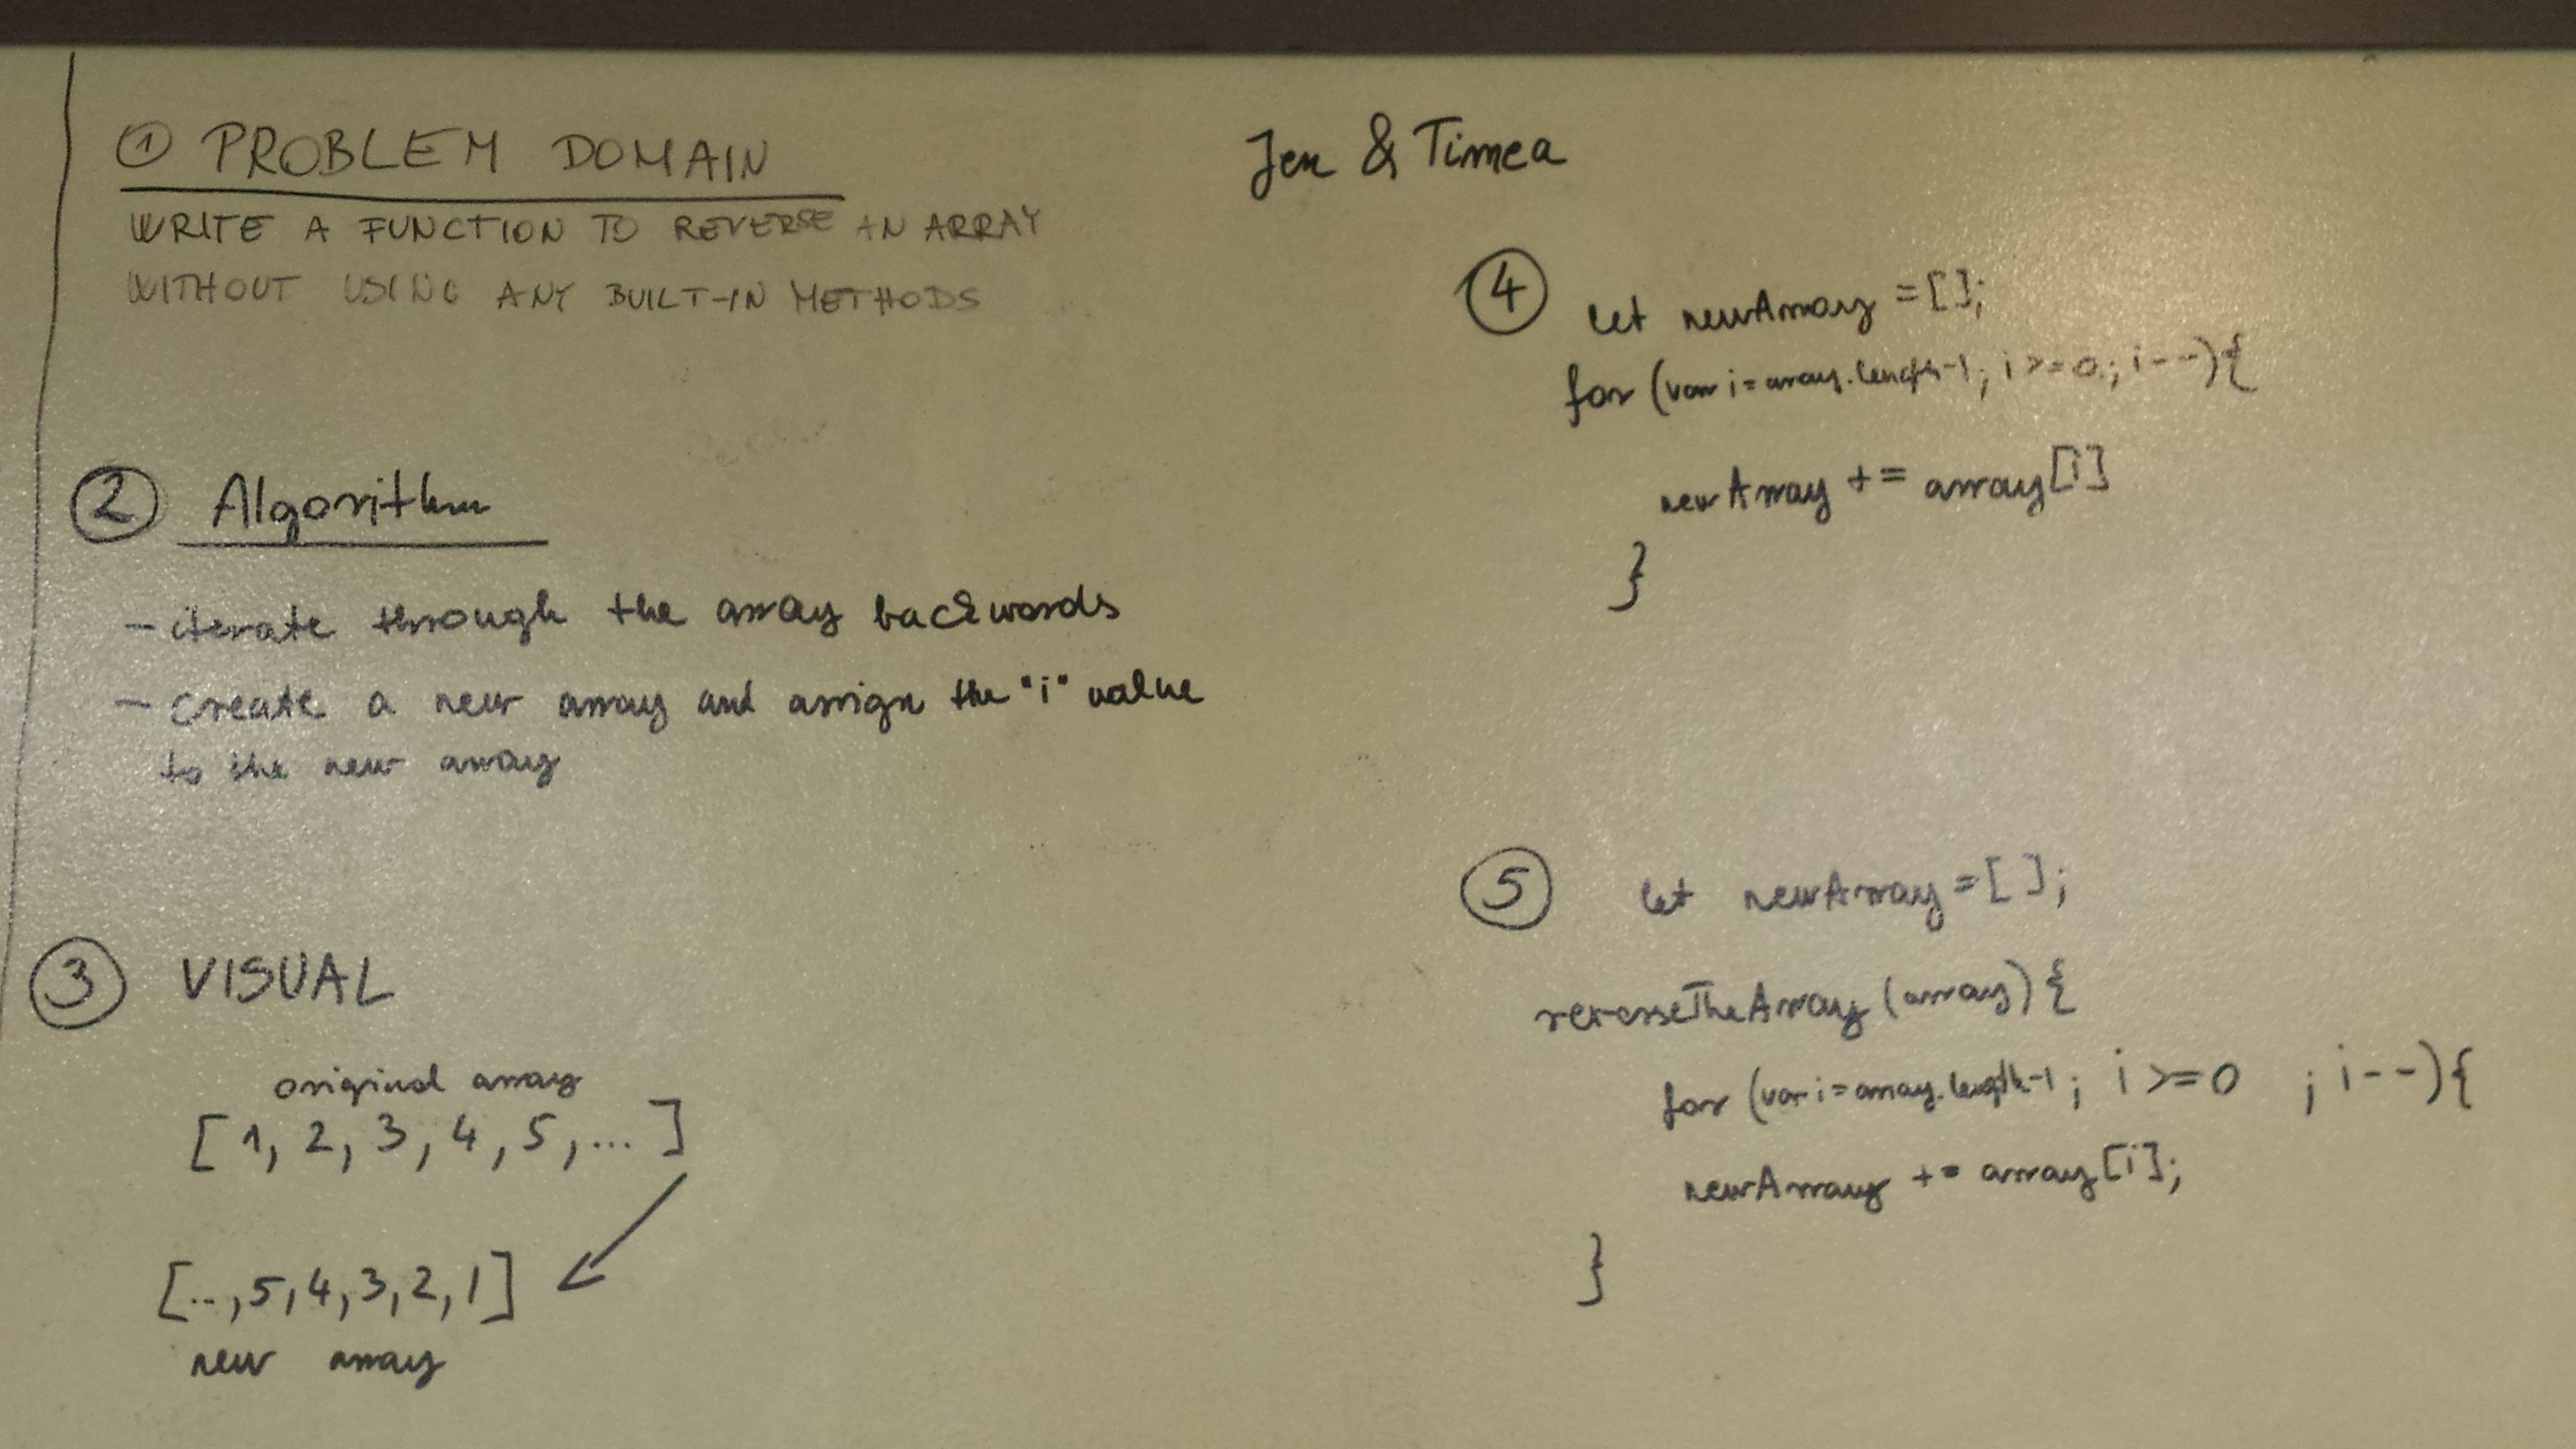 ① PROBLEM DOMAIN
WRITE A FUNCTION TO REVERSE AN ARRAY
WITHOUT USING ANY BUILT-IN METHODS
② Algorithm
- iterate through the array backwords
- create a new array and assign the "i" value
to the new array
③ VISUAL
original array
[1, 2, 3, 4, 5, ... ]
[.., 5, 4, 3, 2, 1]
new array
Jen & Timea
④ let newArray = [];
for (var i = array.length-1; i >= 0; i--){
newArray += array[i]
}
⑤ let newArray = [ ];
reverseTheArray (array) {
for (var i = array.length-1; i >= 0 ; i--){
newArray += array[i];
}